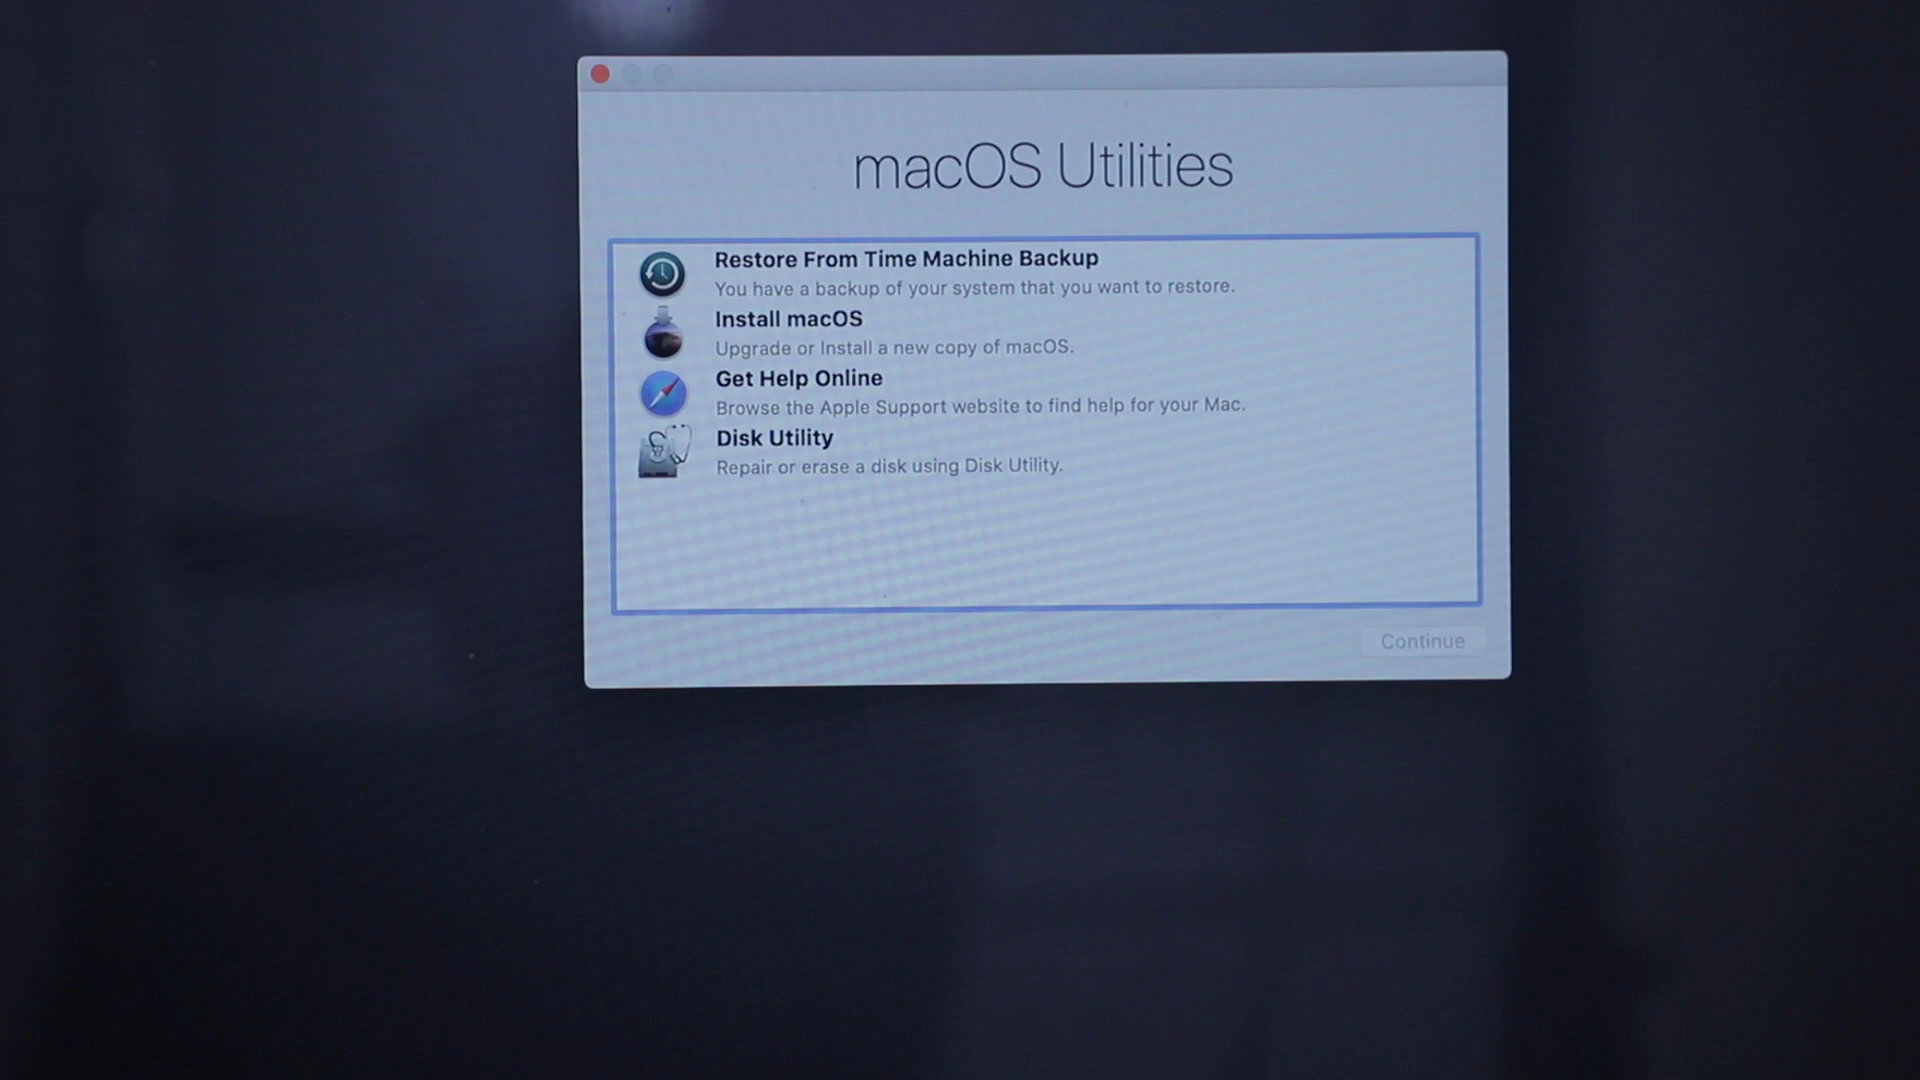 macOS Utilities
Restore From Time Machine Backup
You have a backup of your system that you want to restore.
Install macOS
Upgrade or Install a new copy of macOS.
Get Help Online
Browse the Apple Support website to find help for your Mac.
Disk Utility
Repair or erase a disk using Disk Utility.
Continue